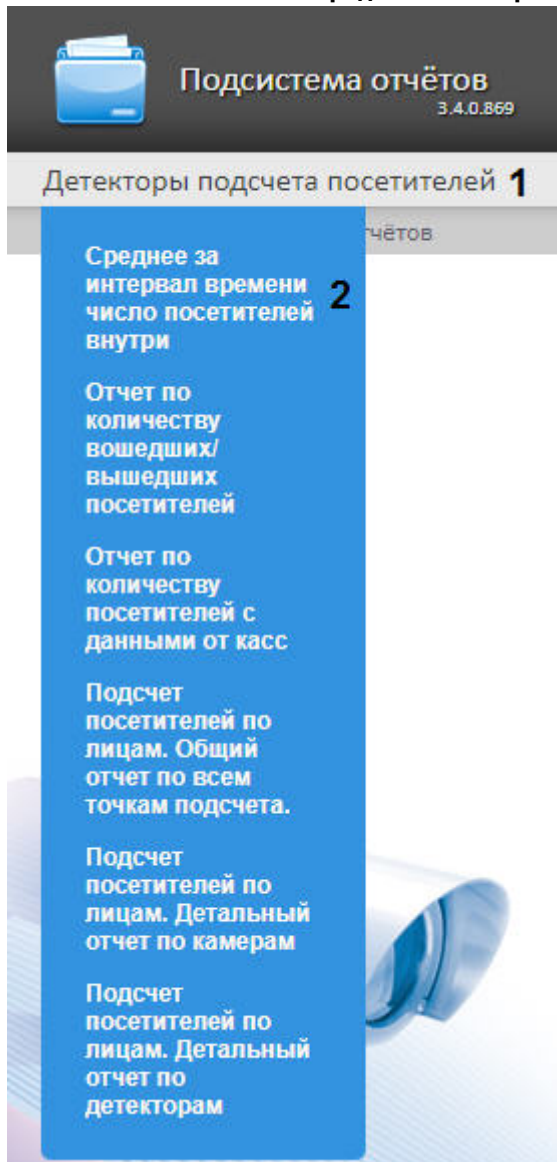 Подсистема отчётов
3.4.0.869
Детекторы подсчета посетителей 1
чётов
Среднее за
интервал времени 2
число посетителей
внутри
Отчет по
количеству
вошедших/
вышедших
посетителей
Отчет по
количеству
посетителей с
данными от касс
Подсчет
посетителей по
лицам. Общий
отчет по всем
точкам подсчета.
Подсчет
посетителей по
лицам. Детальный
отчет по камерам
Подсчет
посетителей по
лицам. Детальный
отчет по
детекторам